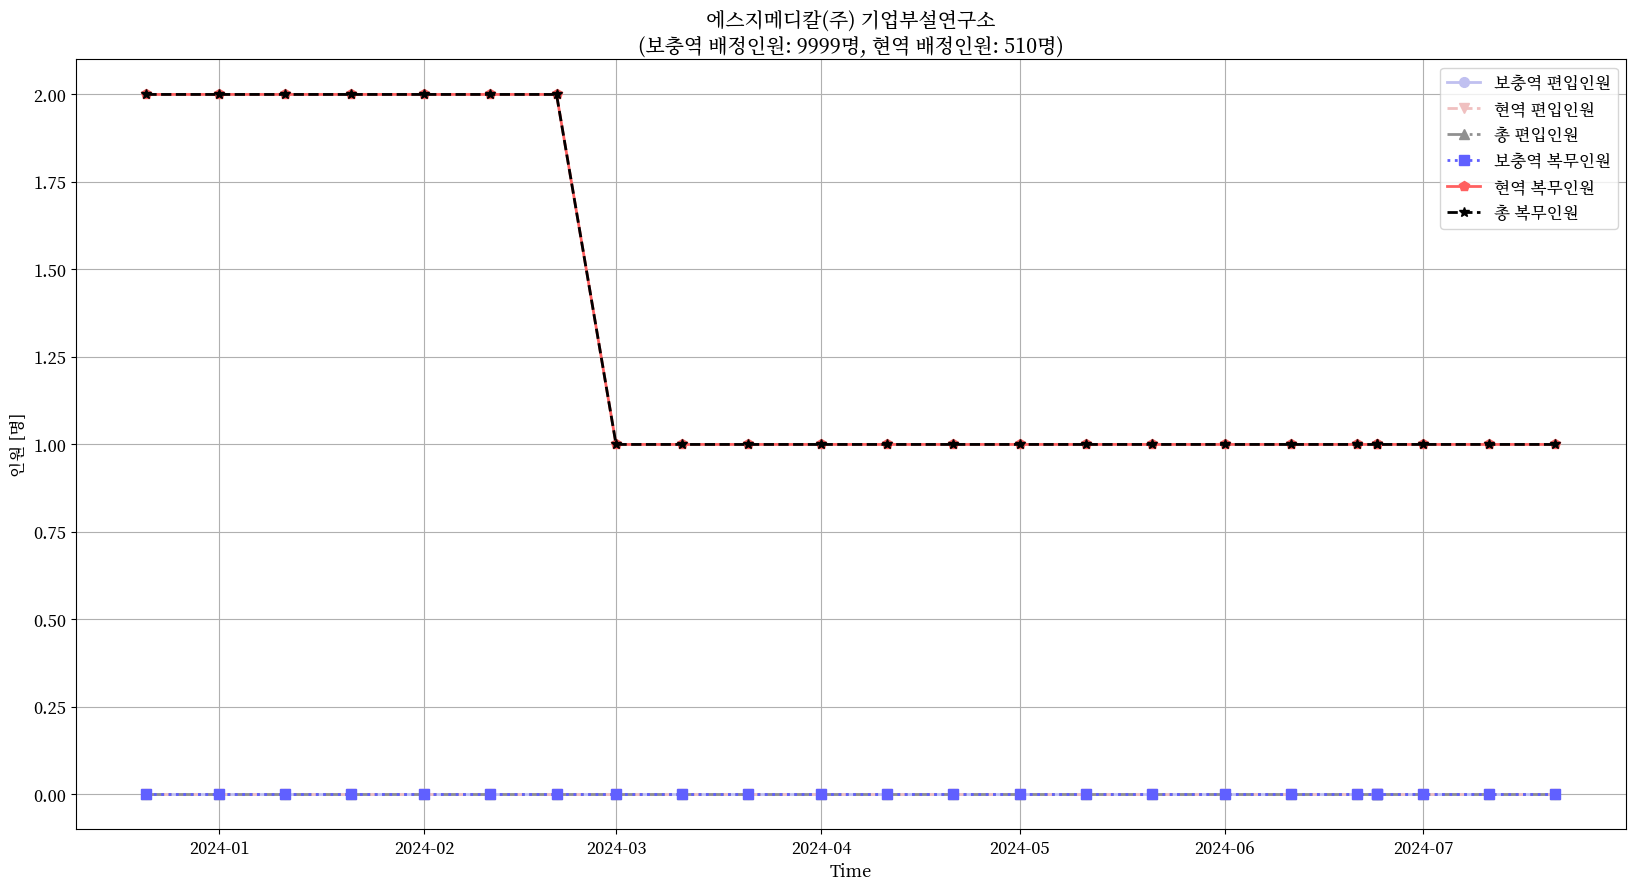 에스지메디칼(주) 기업부설연구소
(보충역 배정인원: 9999명, 현역 배정인원: 510명)
보충역 편입인원
현역 편입인원
총 편입인원
보충역 복무인원
현역 복무인원
총 복무인원
인원 [명]
2.00
1.75
1.50
1.25
1.00
0.75
0.50
0.25
0.00
2024-01
2024-02
2024-03
2024-04
2024-05
2024-06
2024-07
Time